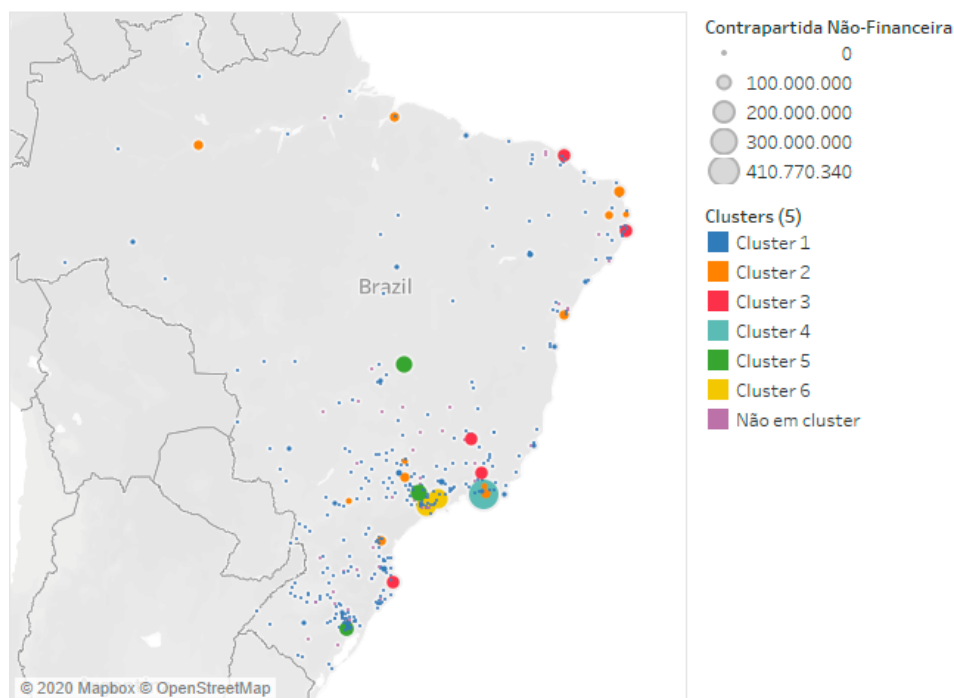 Contrapartida Não-Financeira
0
100.000.000
200.000.000
300.000.000
410.770.340
Clusters (5)
Cluster 1
Cluster 2
Cluster 3
Cluster 4
Cluster 5
Cluster 6
Não em cluster
Brazil
© 2020 Mapbox © OpenStreetMap